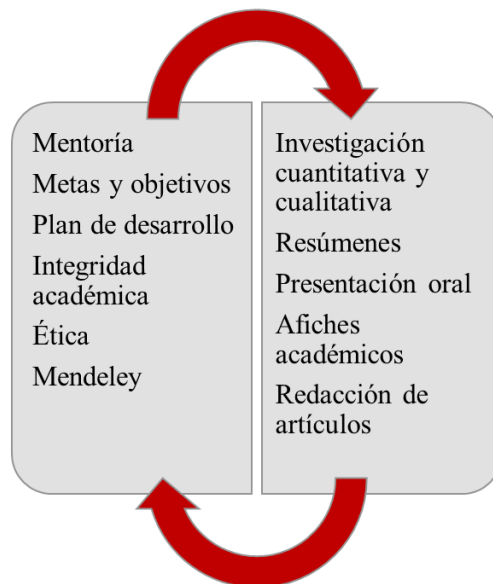 Mentoría
Metas y objetivos
Plan de desarrollo
Integridad
académica
Ética
Mendeley
Investigación
cuantitativa y
cualitativa
Resúmenes
Presentación oral
Afiches
académicos
Redacción de
artículos